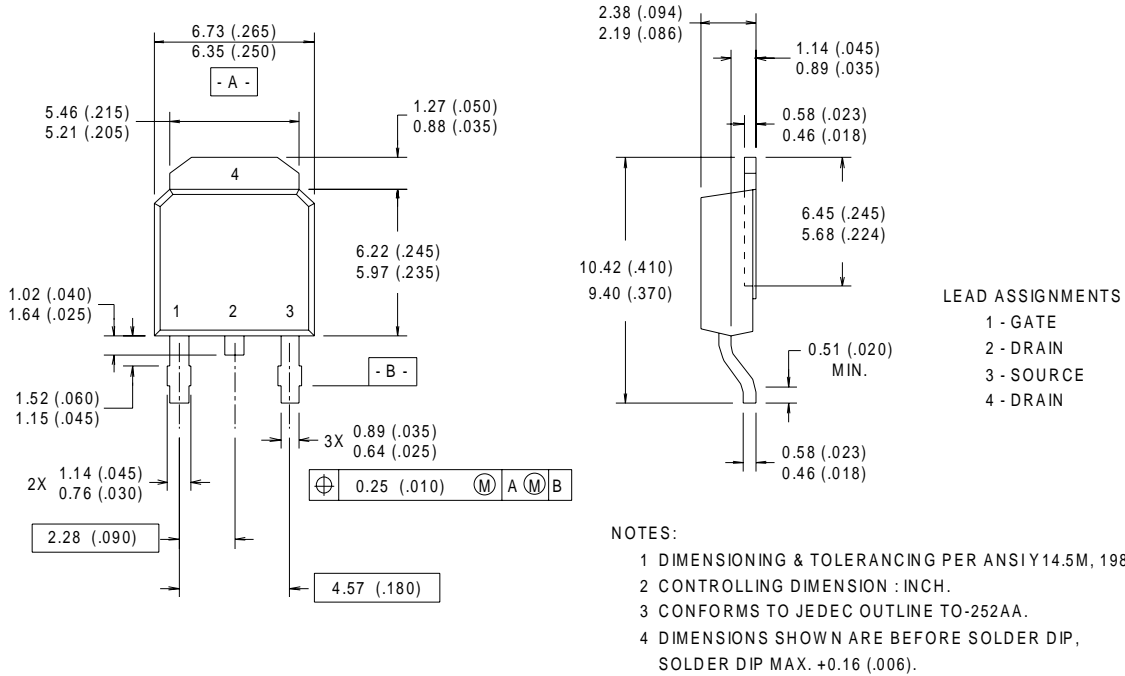 6.73 (.265)
6.35 (.250)
- A -
5.46 (.215)
5.21 (.205)
1.27 (.050)
0.88 (.035)
4
6.22 (.245)
5.97 (.235)
1.02 (.040)
1.64 (.025)
1 2 3
- B -
1.52 (.060)
1.15 (.045)
3X 0.89 (.035)
0.64 (.025)
2X 1.14 (.045)
0.76 (.030)
⌖ 0.25 (.010) Ⓜ A Ⓜ B
2.28 (.090)
4.57 (.180)
2.38 (.094)
2.19 (.086)
1.14 (.045)
0.89 (.035)
0.58 (.023)
0.46 (.018)
6.45 (.245)
5.68 (.224)
10.42 (.410)
9.40 (.370)
0.51 (.020)
MIN.
0.58 (.023)
0.46 (.018)
LEAD ASSIGNMENTS
1 - GATE
2 - DRAIN
3 - SOURCE
4 - DRAIN
NOTES:
1 DIMENSIONING & TOLERANCING PER ANSI Y14.5M, 198
2 CONTROLLING DIMENSION : INCH.
3 CONFORMS TO JEDEC OUTLINE TO-252AA.
4 DIMENSIONS SHOWN ARE BEFORE SOLDER DIP,
SOLDER DIP MAX. +0.16 (.006).